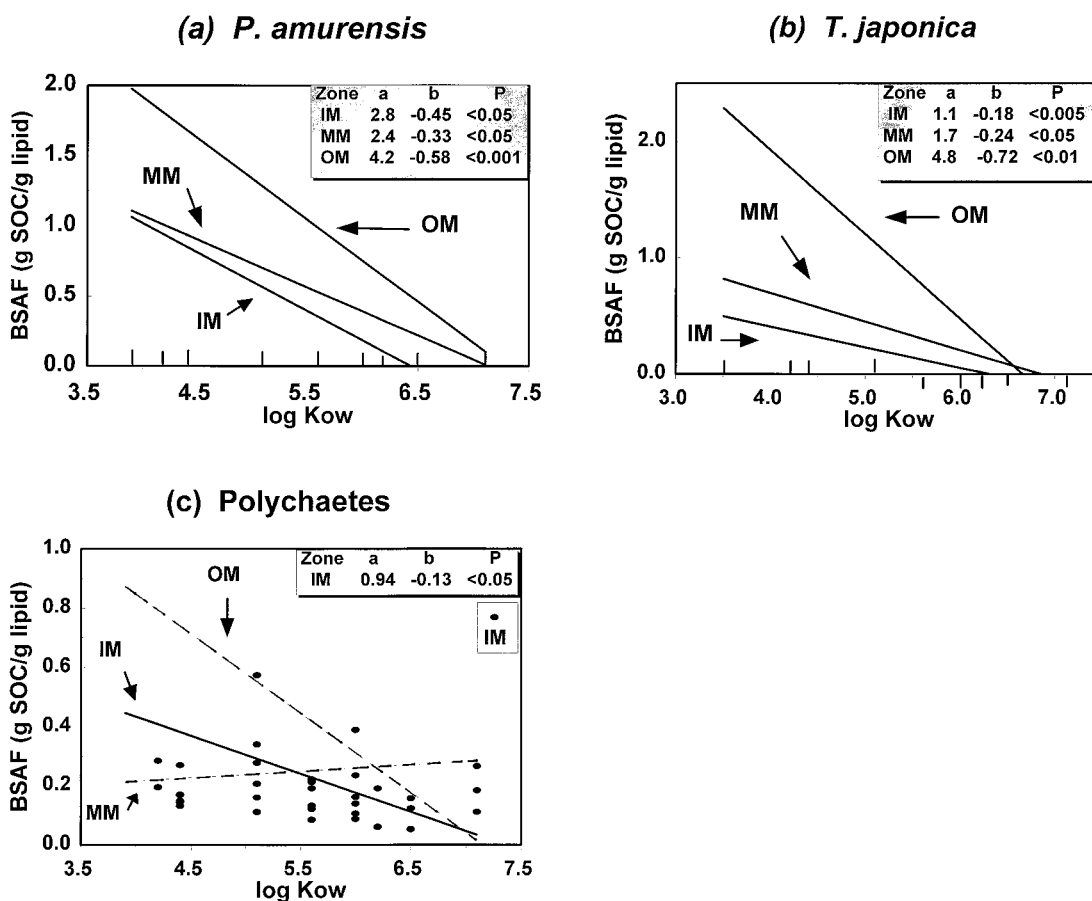 (a) P. amurensis
BSAF (g SOC/g lipid)
2.0
1.5
1.0
0.5
0.0
Zone a b P
IM 2.8 -0.45 <0.05
MM 2.4 -0.33 <0.05
OM 4.2 -0.58 <0.001
MM
OM
IM
3.5 4.5 5.5 6.5 7.5
log Kow
(b) T. japonica
BSAF (g SOC/g lipid)
2.0
1.0
0.0
Zone a b P
IM 1.1 -0.18 <0.005
MM 1.7 -0.24 <0.05
OM 4.8 -0.72 <0.01
MM
OM
IM
3.0 4.0 5.0 6.0 7.0
log Kow
(c) Polychaetes
BSAF (g SOC/g lipid)
1.0
0.8
0.6
0.4
0.2
0.0
Zone a b P
IM 0.94 -0.13 <0.05
OM
IM
IM
MM
3.5 4.5 5.5 6.5 7.5
log Kow